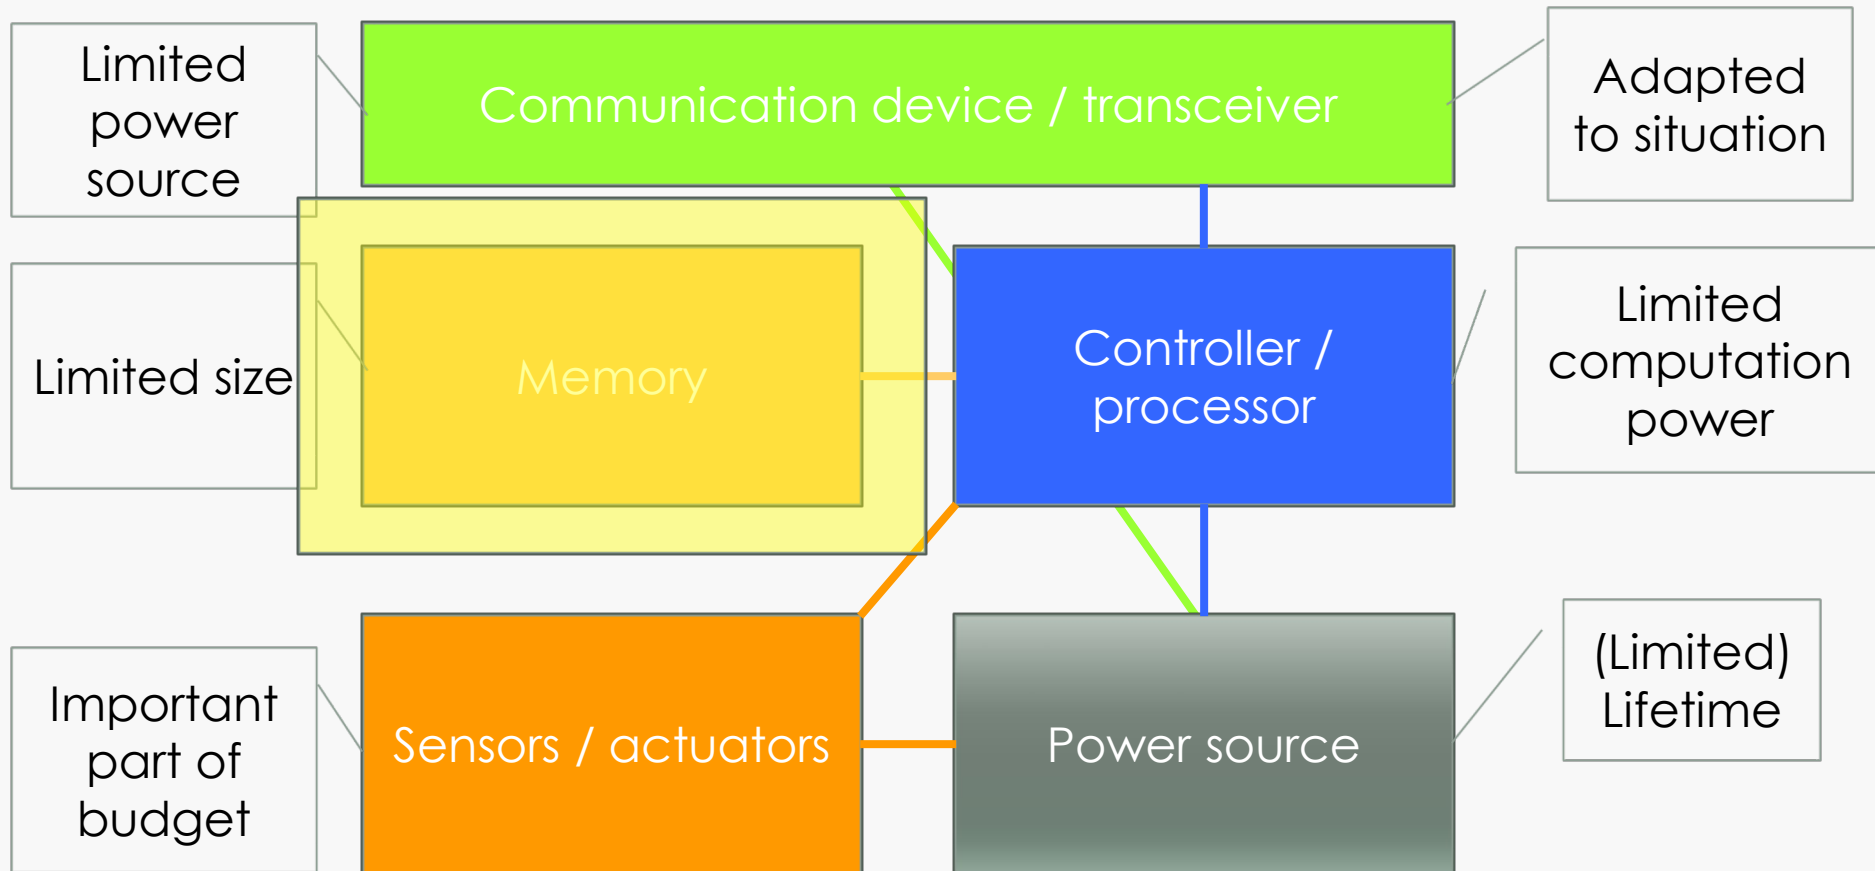 Limited
power
source
Communication device / transceiver
Adapted
to situation
Limited size
Memory
Controller /
processor
Limited
computation
power
Important
part of
budget
Sensors / actuators
Power source
(Limited)
Lifetime